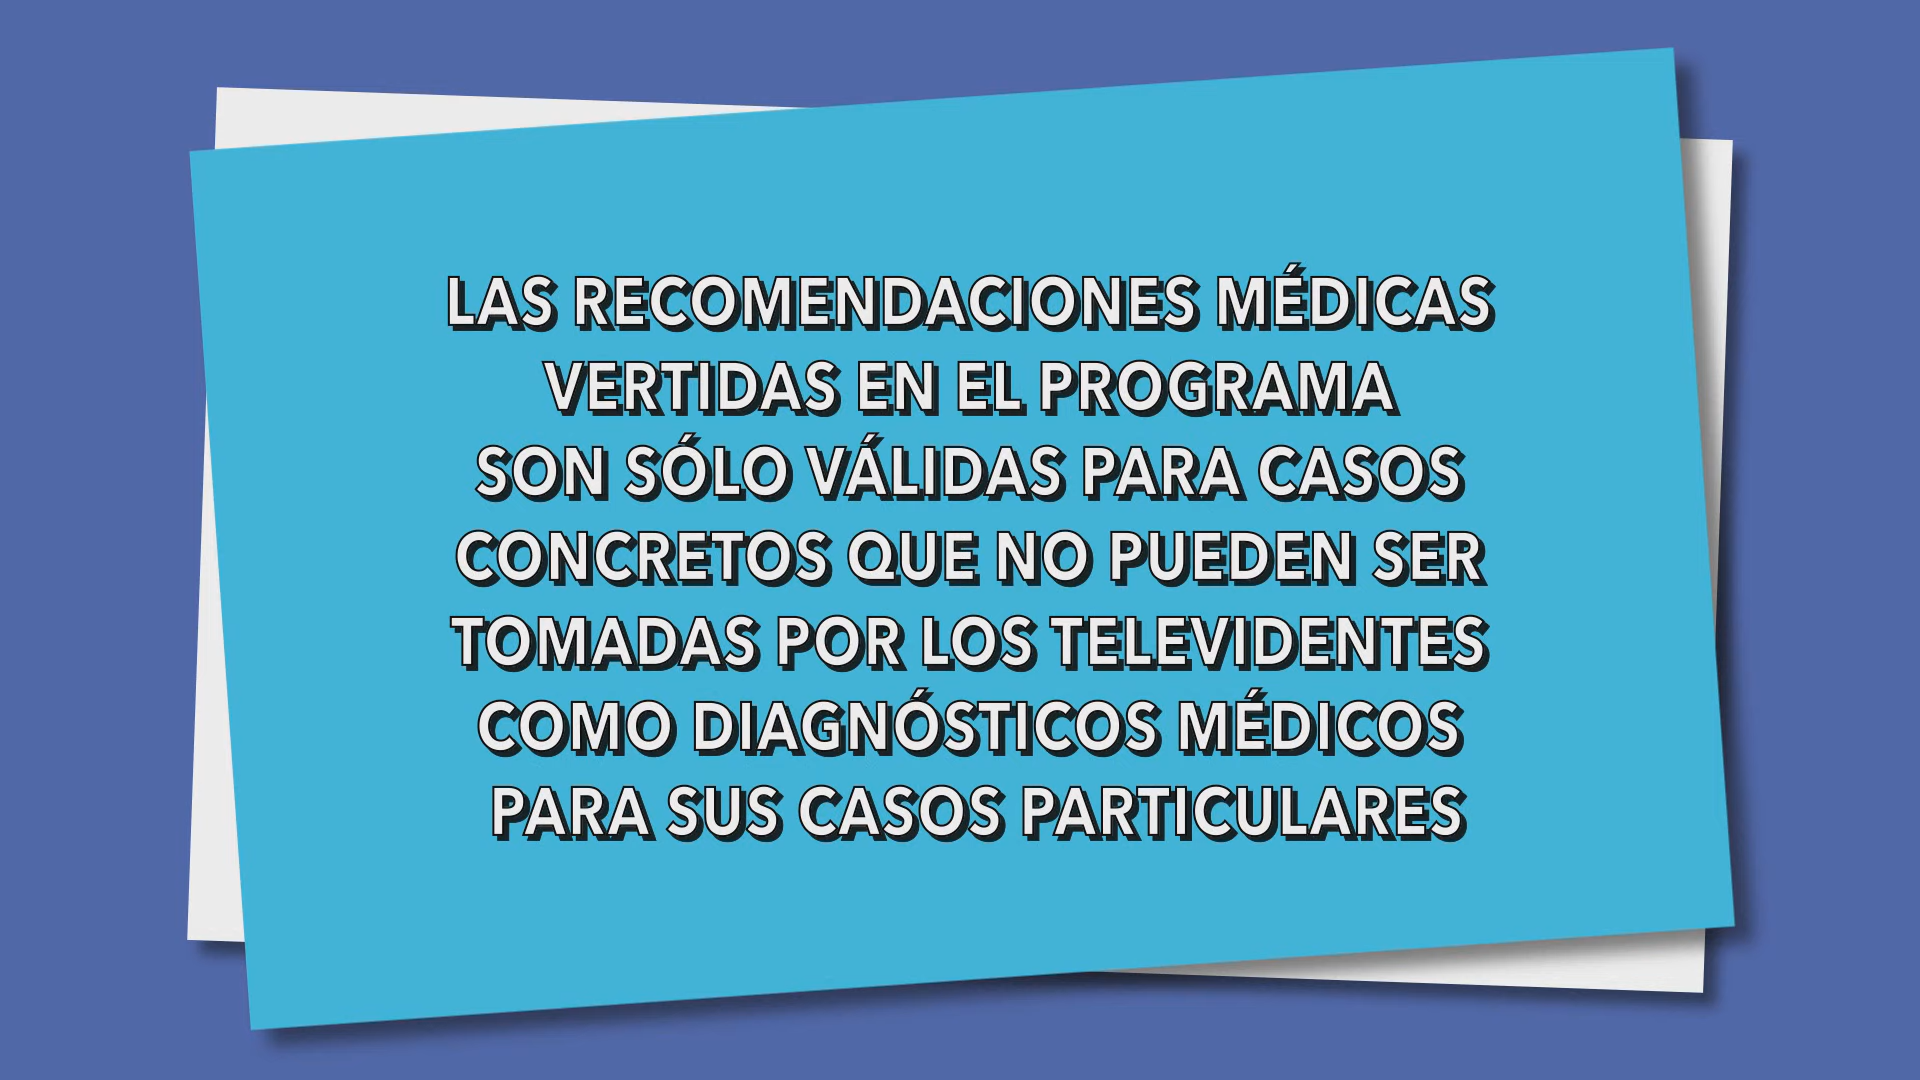 LAS RECOMENDACIONES MÉDICAS
VERTIDAS EN EL PROGRAMA
SON SÓLO VÁLIDAS PARA CASOS
CONCRETOS QUE NO PUEDEN SER
TOMADAS POR LOS TELEVIDENTES
COMO DIAGNÓSTICOS MÉDICOS
PARA SUS CASOS PARTICULARES